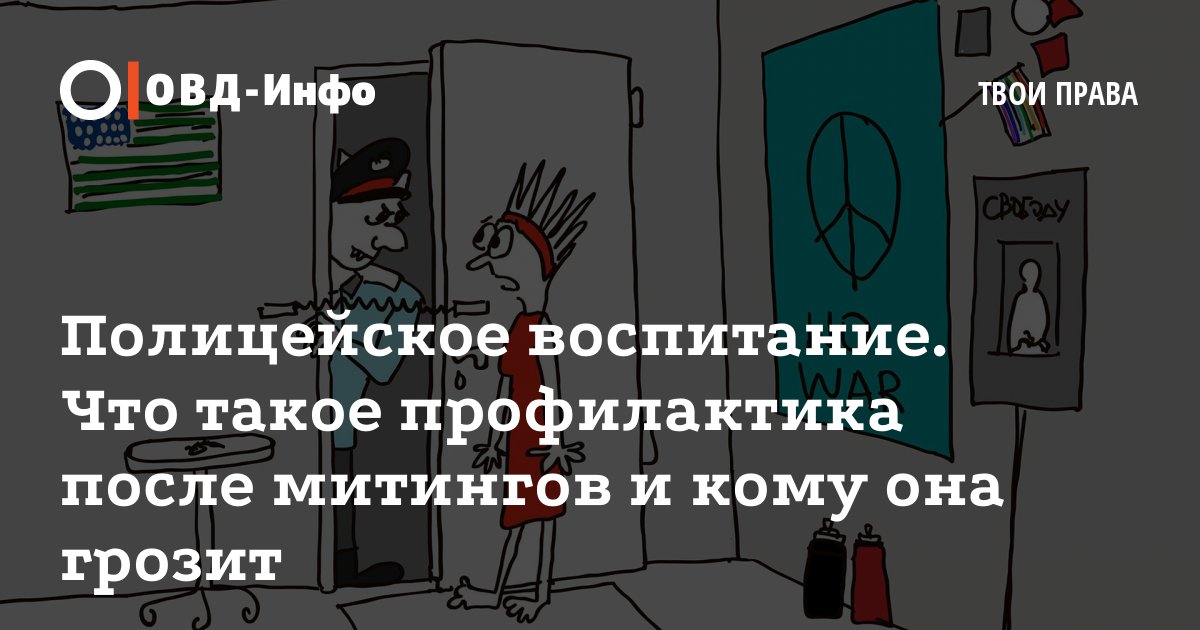 ОВД-Инфо
ТВОИ ПРАВА
СВОБОДУ
NO
WAR
Полицейское воспитание.
Что такое профилактика
после митингов и кому она
грозит